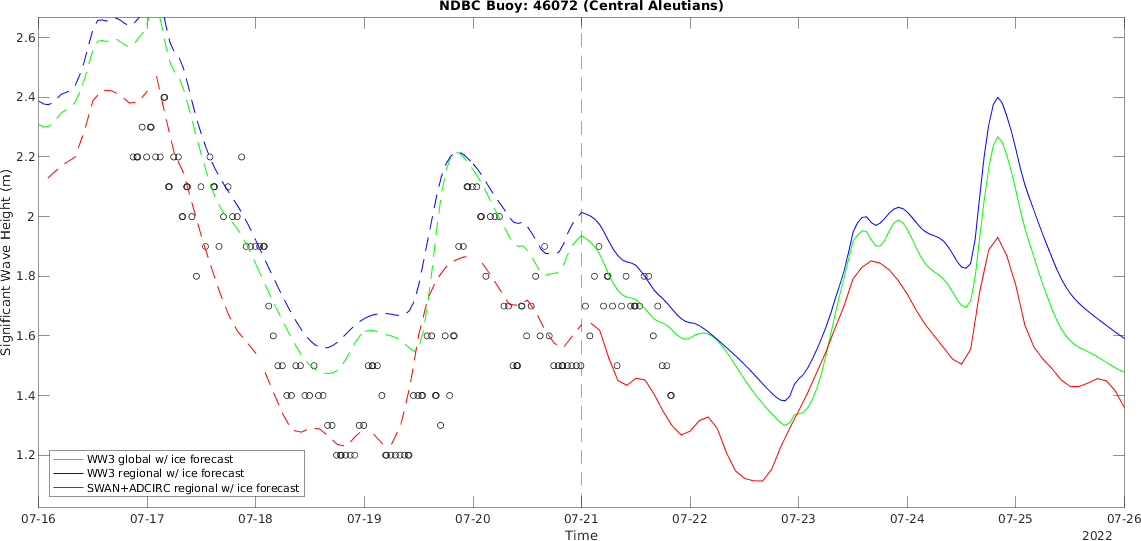 NDBC Buoy: 46072 (Central Aleutians)
Significant Wave Height (m)
2.6
2.4
2.2
2
1.8
1.6
1.4
1.2
WW3 global w/ ice forecast
WW3 regional w/ ice forecast
SWAN+ADCIRC regional w/ ice forecast
07-16 07-17 07-18 07-19 07-20 07-21 07-22 07-23 07-24 07-25 07-26
Time
2022